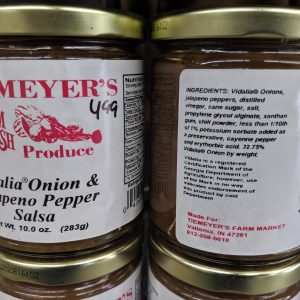 MEYER'S
499
Produce
alia® Onion &
apeno Pepper
Salsa
et Wt. 10.0 oz. (283g)
Nutrition
INGREDIENTS: Vidalia® Onions,
jalapeno peppers, distilled
vinegar, cane sugar, salt,
propylene glycol alginate, xanthan
gum, chili powder, less than 1/10th
of 1% potassium sorbate added as
a preservative, cayenne pepper
and erythorbic acid. 32.75%
Vidalia® Onion by weight.
Vidalia is a registered
Certification Mark of the
Georgia Department of
Agriculture; however, use
of the Mark in no way
indicates endorsement of
this product by said
Department.
Made For:
TIEMEYER'S FARM MARKET
Vallonia, IN 47281